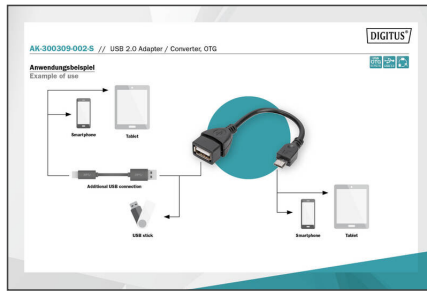 DIGITUS®
AK-300309-002-S // USB 2.0 Adapter / Converter, OTG
Anwendungsbeispiel
Example of use
OTG
Smartphone
Tablet
Additional USB connection
USB stick
Smartphone
Tablet